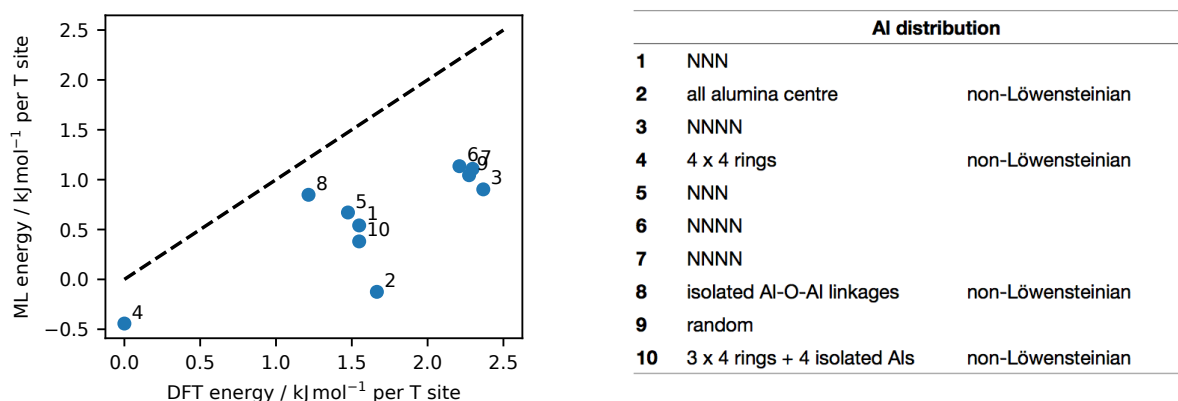 2.5
2.0
1.5
1.0
0.5
0.0
−0.5
ML energy / kJ mol⁻¹ per T site
6 7
9
3
8
5
1
10
2
4
0.0 0.5 1.0 1.5 2.0 2.5
DFT energy / kJ mol⁻¹ per T site
Al distribution
1 NNN
2 all alumina centre non-Löwensteinian
3 NNNN
4 4 x 4 rings non-Löwensteinian
5 NNN
6 NNNN
7 NNNN
8 isolated Al-O-Al linkages non-Löwensteinian
9 random
10 3 x 4 rings + 4 isolated Als non-Löwensteinian